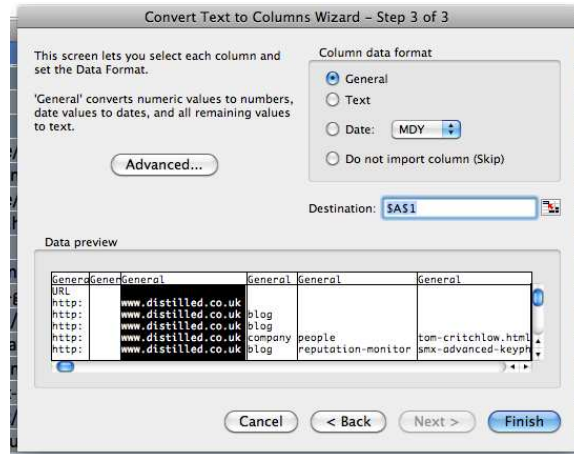 Convert Text to Columns Wizard – Step 3 of 3
This screen lets you select each column and
set the Data Format.
'General' converts numeric values to numbers,
date values to dates, and all remaining values
to text.
Advanced...
Column data format
General
Text
Date: MDY
Do not import column (Skip)
Destination: $A$1
Data preview
General General General General General General
URL
http: www.distilled.co.uk
http: www.distilled.co.uk blog
http: www.distilled.co.uk blog
http: www.distilled.co.uk company people tom-critchlow.html
http: www.distilled.co.uk blog reputation-monitor smx-advanced-keyph
Cancel < Back Next > Finish